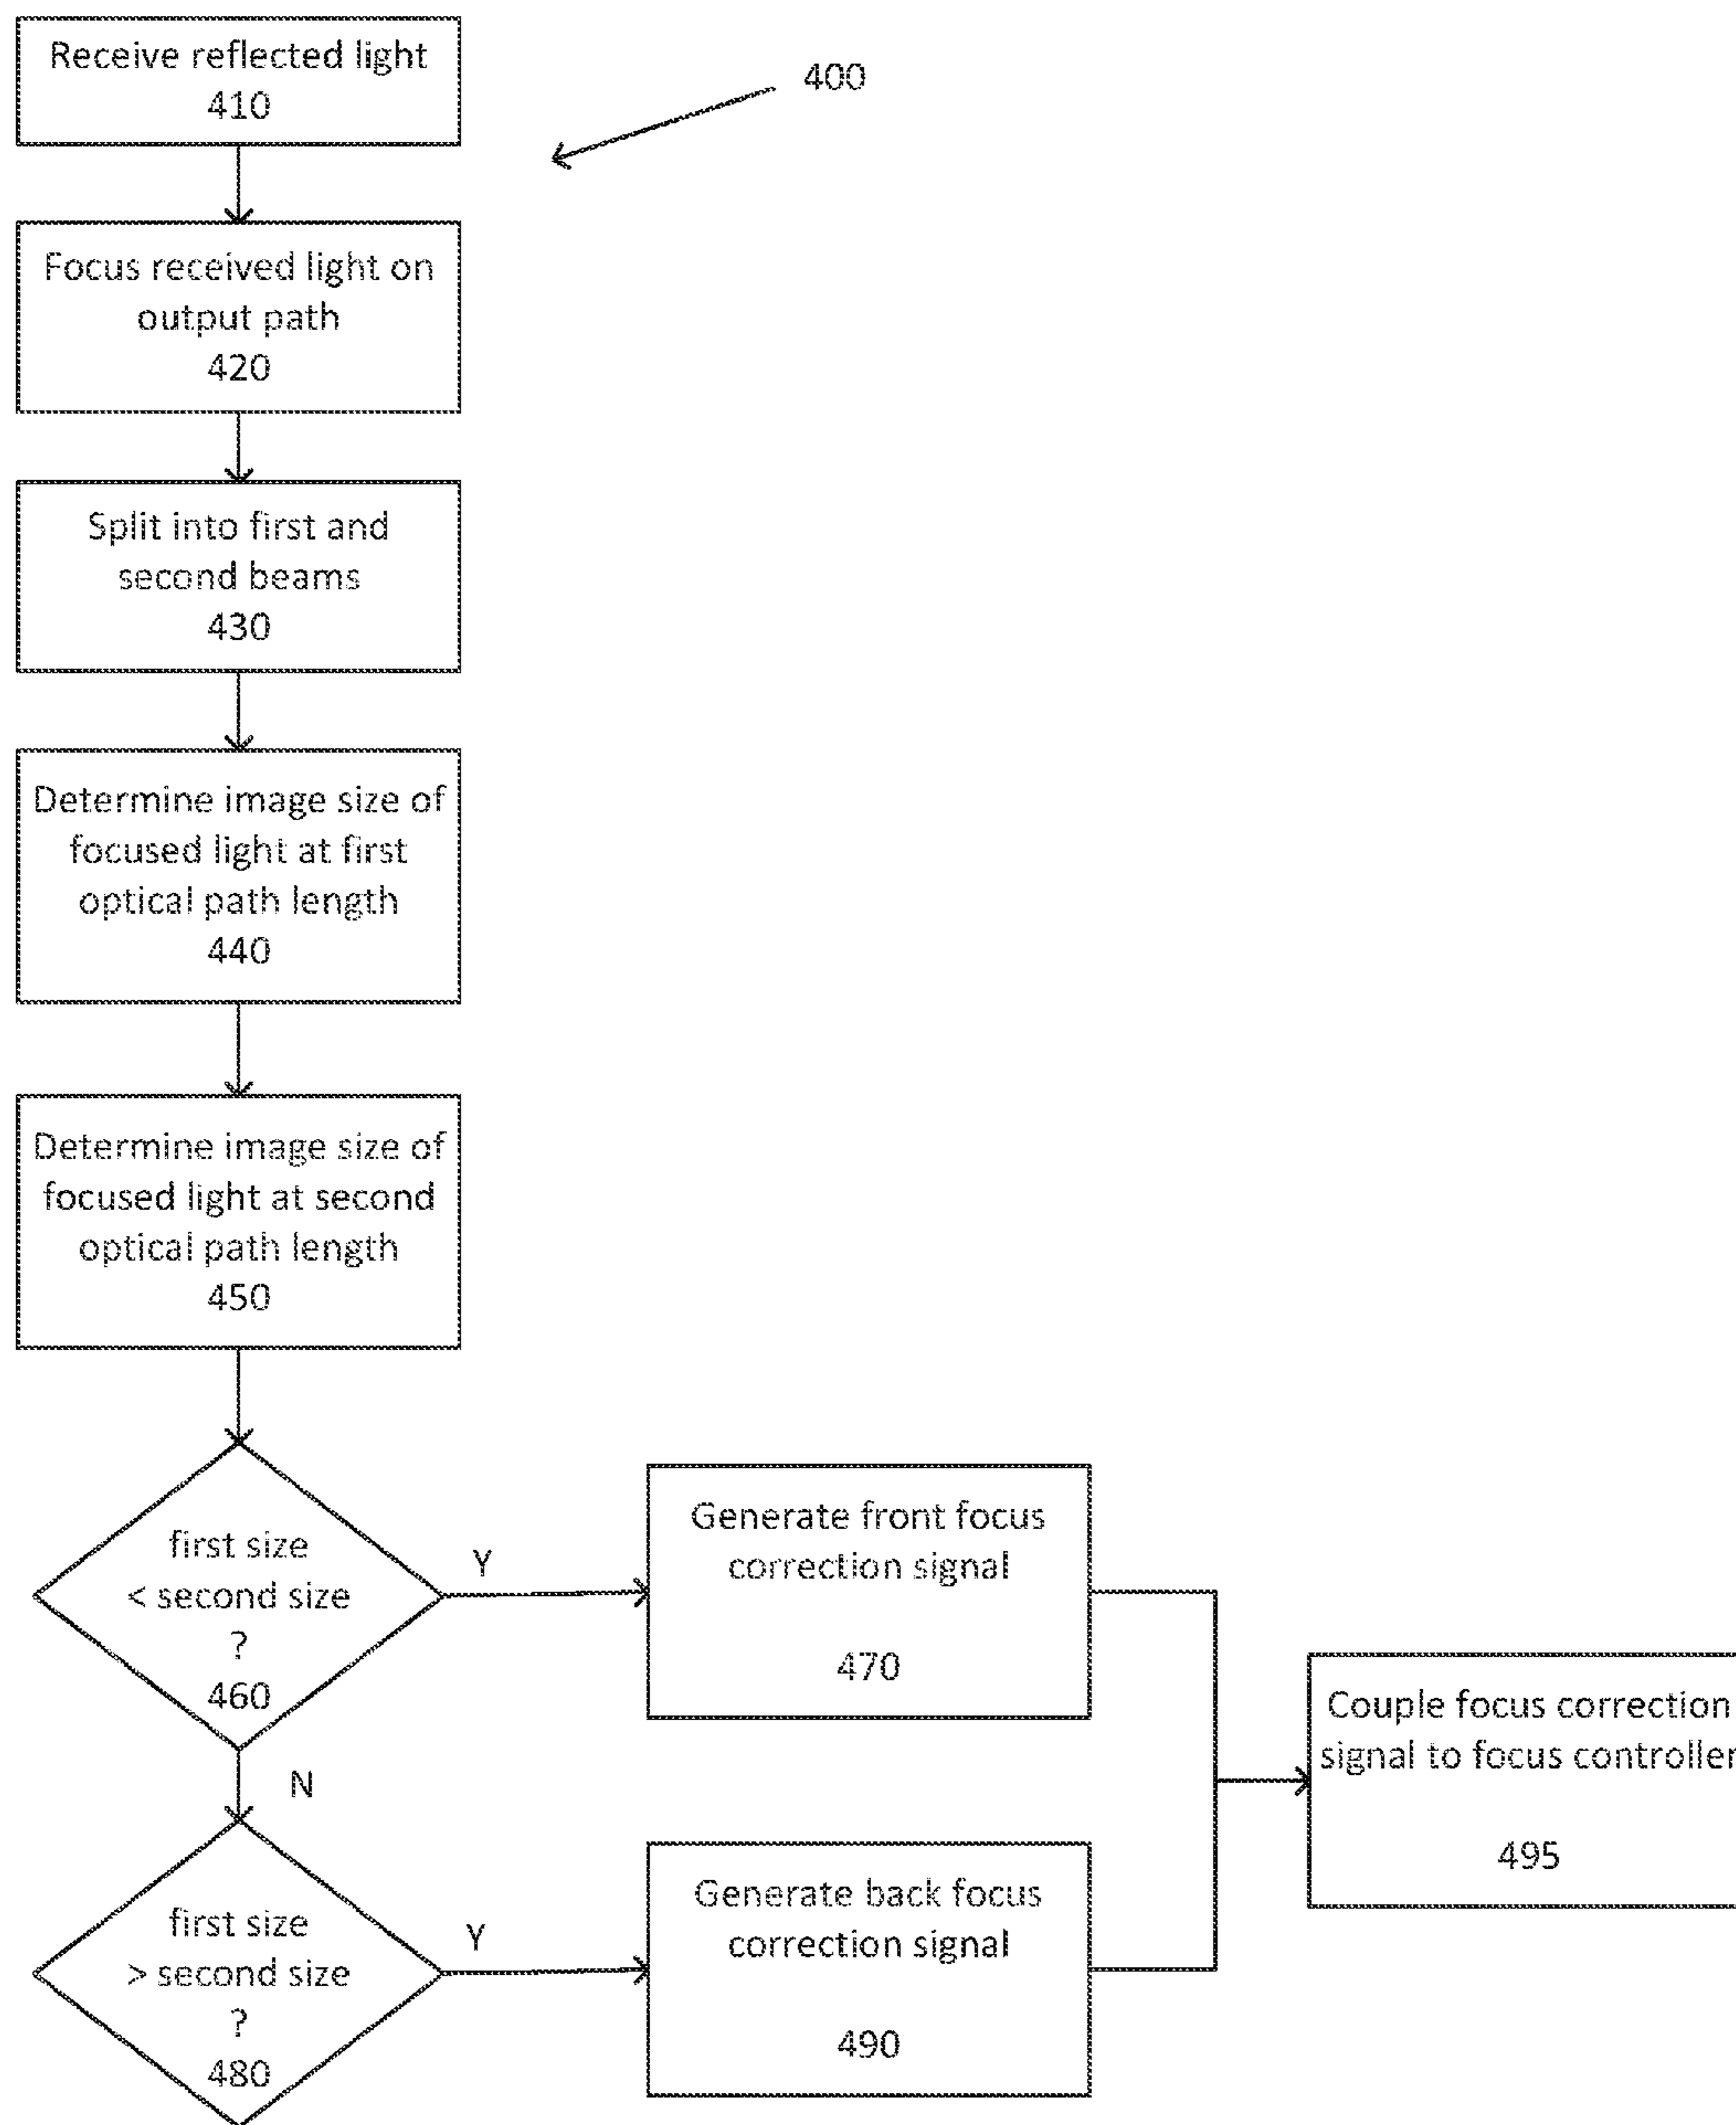 Receive reflected light
410
400
Focus received light on
output path
420
Split into first and
second beams
430
Determine image size of
focused light at first
optical path length
440
Determine image size of
focused light at second
optical path length
450
first size
< second size
?
460
Y
Generate front focus
correction signal
470
N
Couple focus correction
signal to focus controller
495
first size
> second size
?
480
Y
Generate back focus
correction signal
490